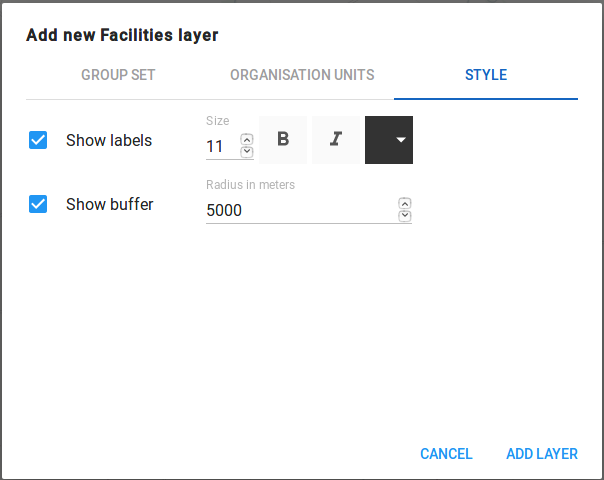 Add new Facilities layer
GROUP SET ORGANISATION UNITS STYLE
Size
Show labels 11 B I
Radius in meters
Show buffer 5000
CANCEL ADD LAYER